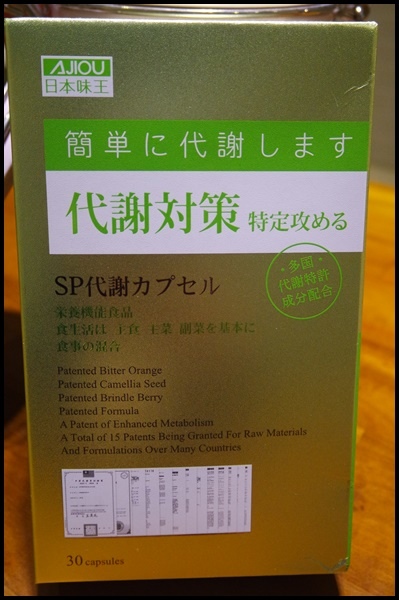 AJIOU
日本味王
簡単に代謝します
代謝対策 特定攻める
・多国・
代謝特許
成分配合
SP代謝カプセル
栄養機能食品
食生活は 主食 主菜 副菜を基本に
食事の混合
Patented Bitter Orange
Patented Camellia Seed
Patented Brindle Berry
Patented Formula
A Patent of Enhanced Metabolism
A Total of 15 Patents Being Granted For Raw Materials
And Formulations Over Many Countries
30 capsules